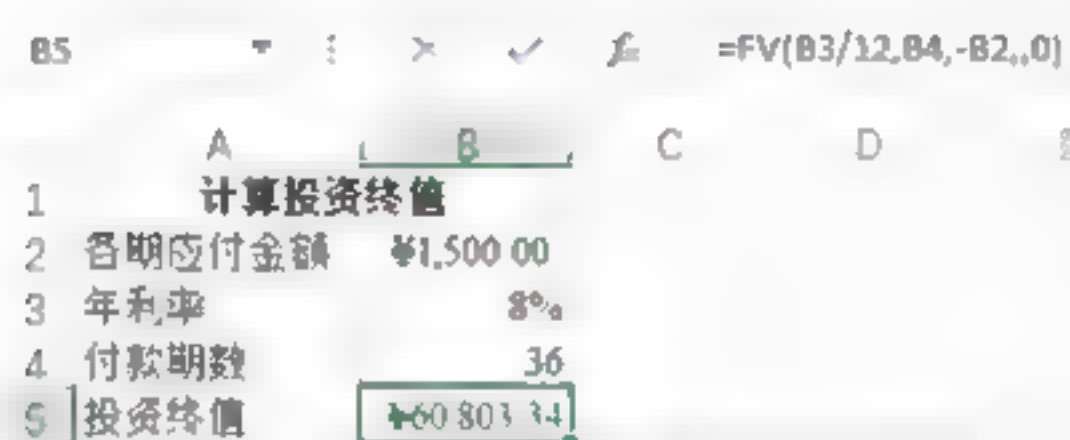 B5 =FV(B3/12,B4,-B2,,0)
A B C D
1 计算投资终值
2 各期应付金额 ¥1,500.00
3 年利率 8%
4 付款期数 36
5 投资终值 ¥60,803.34